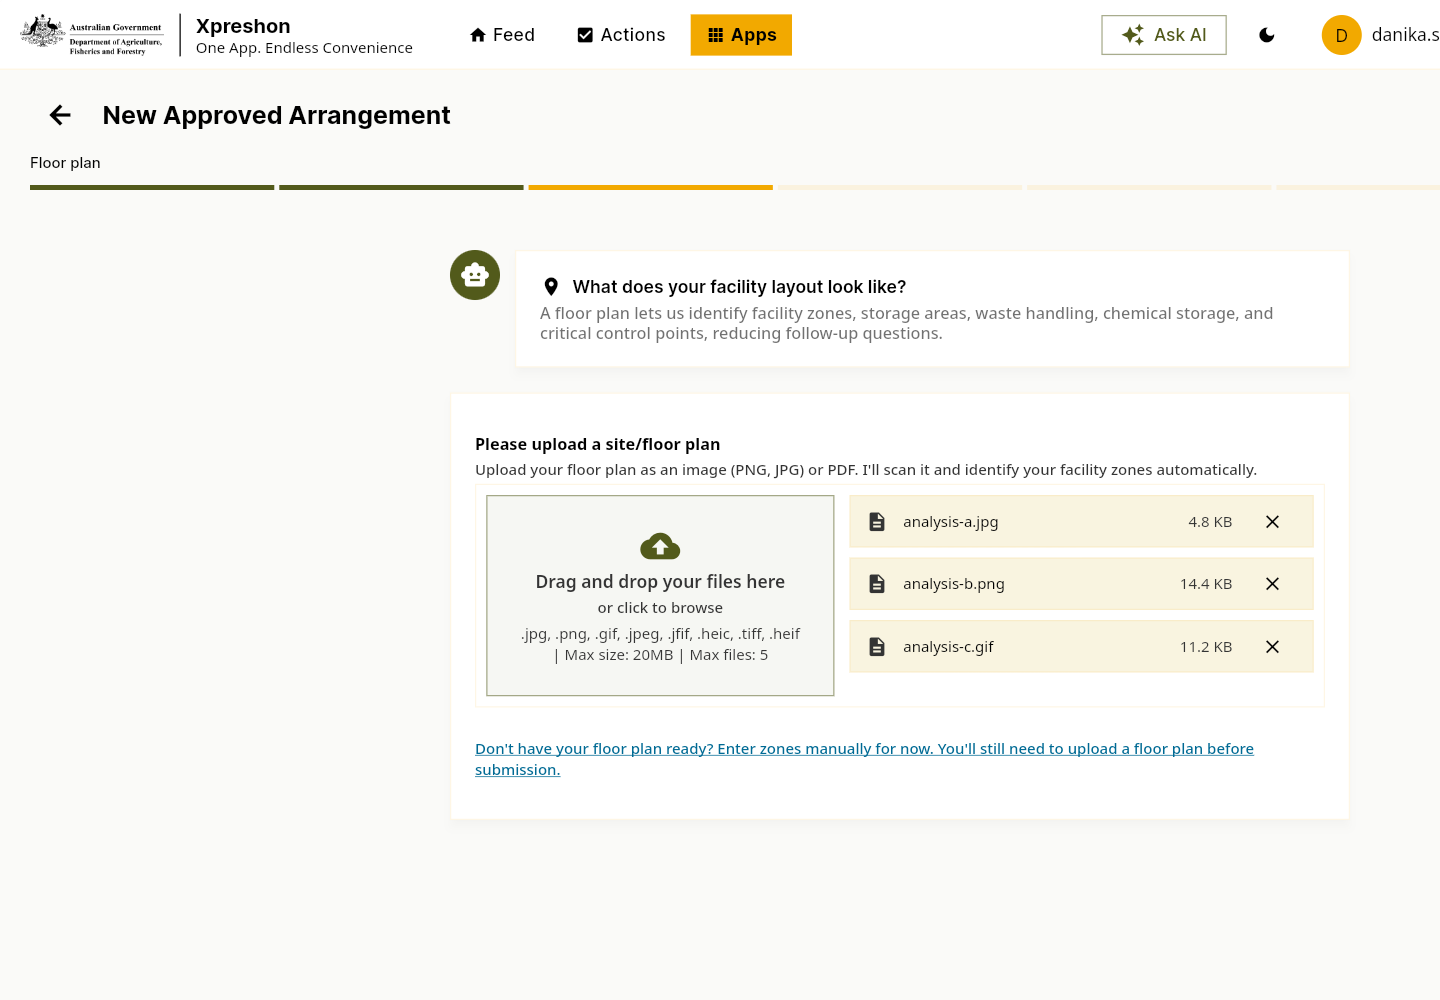 Australian Government
Department of Agriculture,
Fisheries and Forestry
Xpreshon
One App. Endless Convenience
Feed
Actions
Apps
Ask AI
D
danika.s
New Approved Arrangement
Floor plan
What does your facility layout look like?
A floor plan lets us identify facility zones, storage areas, waste handling, chemical storage, and
critical control points, reducing follow-up questions.
Please upload a site/floor plan
Upload your floor plan as an image (PNG, JPG) or PDF. I'll scan it and identify your facility zones automatically.
Drag and drop your files here
or click to browse
.jpg, .png, .gif, .jpeg, .jfif, .heic, .tiff, .heif
| Max size: 20MB | Max files: 5
analysis-a.jpg 4.8 KB
analysis-b.png 14.4 KB
analysis-c.gif 11.2 KB
Don't have your floor plan ready? Enter zones manually for now. You'll still need to upload a floor plan before
submission.